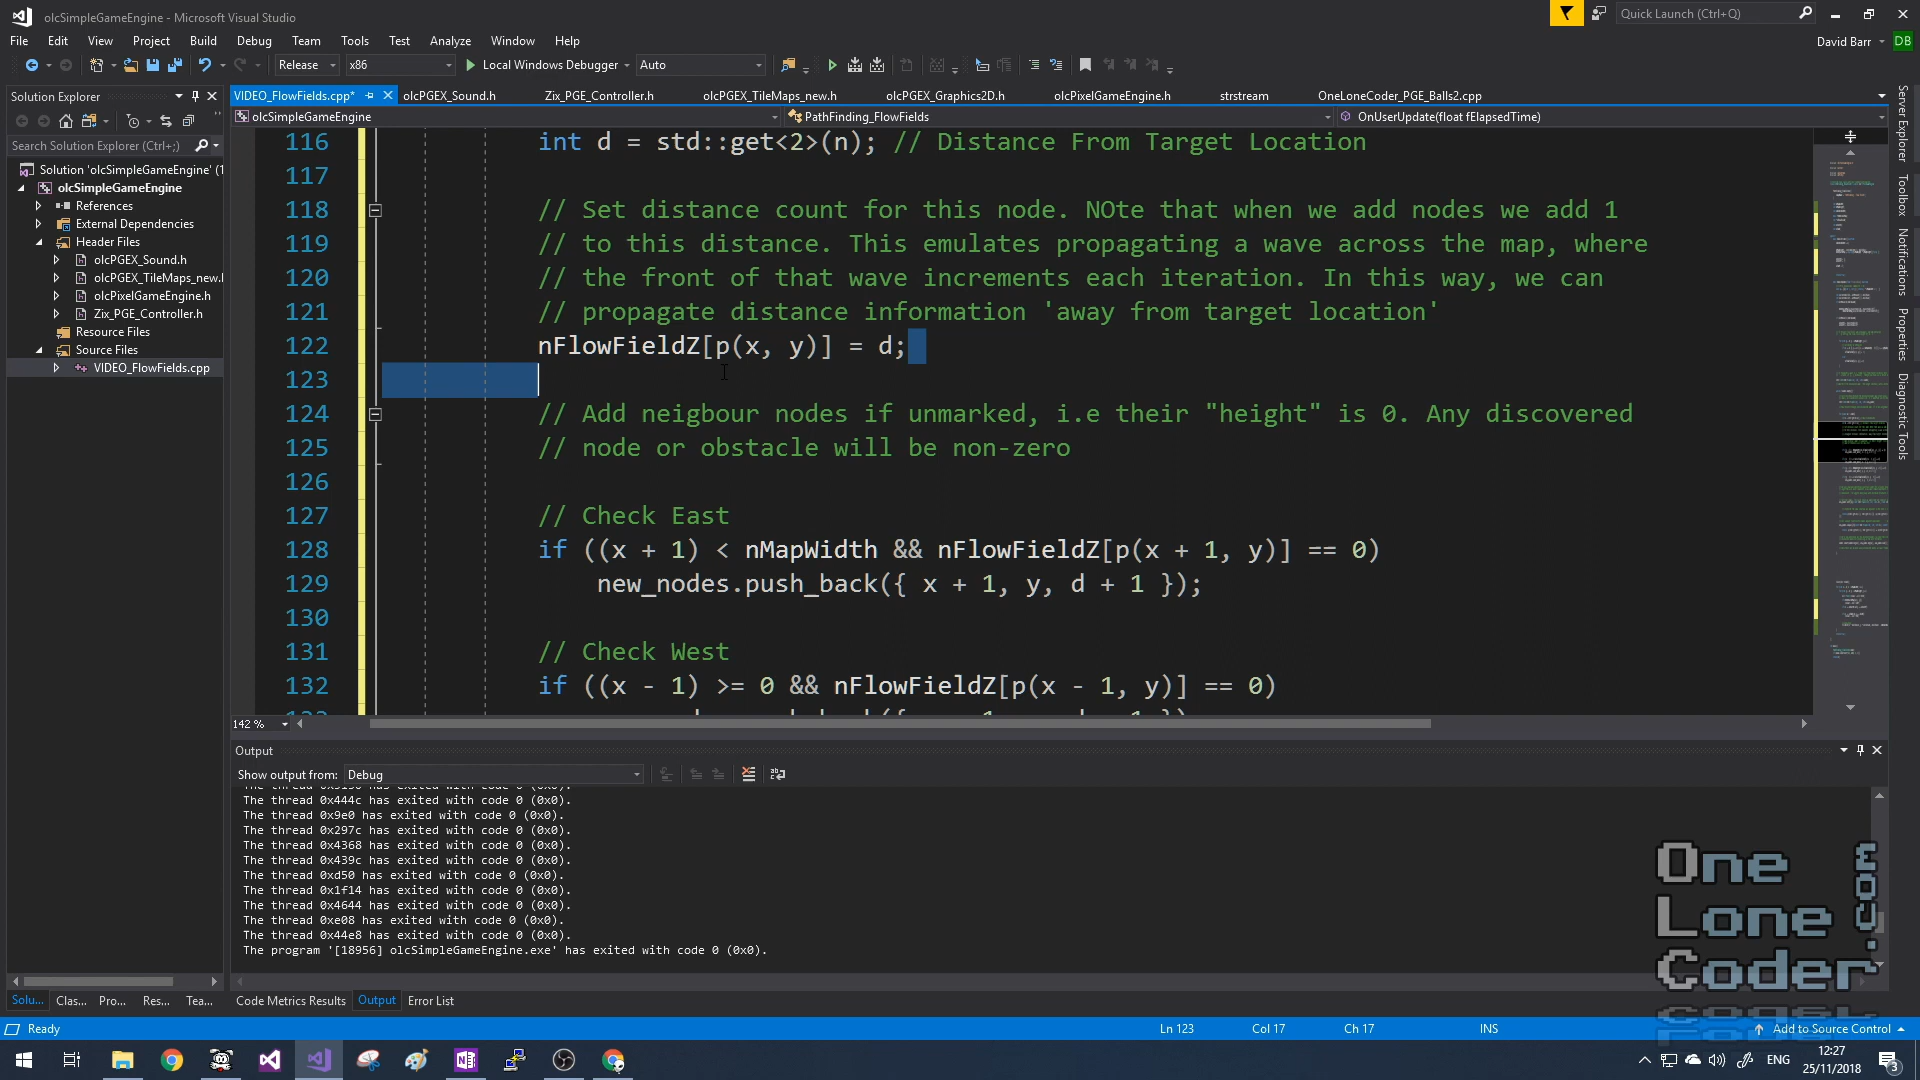 olcSimpleGameEngine - Microsoft Visual Studio
Quick Launch (Ctrl+Q)
File Edit View Project Build Debug Team Tools Test Analyze Window Help
David Barr DB
Release x86 Local Windows Debugger Auto
Solution Explorer
VIDEO_FlowFields.cpp* olcPGEX_Sound.h Zix_PGE_Controller.h olcPGEX_TileMaps_new.h olcPGEX_Graphics2D.h olcPixelGameEngine.h strstream OneLoneCoder_PGE_Balls2.cpp
olcSimpleGameEngine PathFinding_FlowFields OnUserUpdate(float fElapsedTime)
Search Solution Explorer (Ctrl+;)
Solution 'olcSimpleGameEngine' (1
olcSimpleGameEngine
References
External Dependencies
Header Files
olcPGEX_Sound.h
olcPGEX_TileMaps_new.h
olcPixelGameEngine.h
Zix_PGE_Controller.h
Resource Files
Source Files
VIDEO_FlowFields.cpp
116 int d = std::get<2>(n); // Distance From Target Location
117
118 // Set distance count for this node. NOte that when we add nodes we add 1
119 // to this distance. This emulates propagating a wave across the map, where
120 // the front of that wave increments each iteration. In this way, we can
121 // propagate distance information 'away from target location'
122 nFlowFieldZ[p(x, y)] = d;
123
124 // Add neigbour nodes if unmarked, i.e their "height" is 0. Any discovered
125 // node or obstacle will be non-zero
126
127 // Check East
128 if ((x + 1) < nMapWidth && nFlowFieldZ[p(x + 1, y)] == 0)
129 new_nodes.push_back({ x + 1, y, d + 1 });
130
131 // Check West
132 if ((x - 1) >= 0 && nFlowFieldZ[p(x - 1, y)] == 0)
142 %
Server Explorer
Toolbox
Notifications
Properties
Diagnostic Tools
Output
Show output from: Debug
The thread 0x444c has exited with code 0 (0x0).
The thread 0x9e0 has exited with code 0 (0x0).
The thread 0x297c has exited with code 0 (0x0).
The thread 0x4368 has exited with code 0 (0x0).
The thread 0x439c has exited with code 0 (0x0).
The thread 0xd50 has exited with code 0 (0x0).
The thread 0x1f14 has exited with code 0 (0x0).
The thread 0x4644 has exited with code 0 (0x0).
The thread 0xe08 has exited with code 0 (0x0).
The thread 0x44e8 has exited with code 0 (0x0).
The program '[18956] olcSimpleGameEngine.exe' has exited with code 0 (0x0).
One
Lone
Coder
.com
Solu... Clas... Pro... Res... Tea... Code Metrics Results Output Error List
Ready Ln 123 Col 17 Ch 17 INS Add to Source Control
ENG 12:27
25/11/2018 3